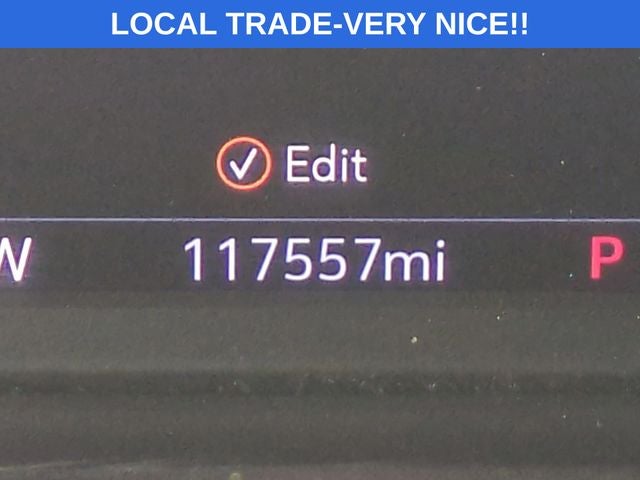 LOCAL TRADE-VERY NICE!!
Edit
W 117557mi P